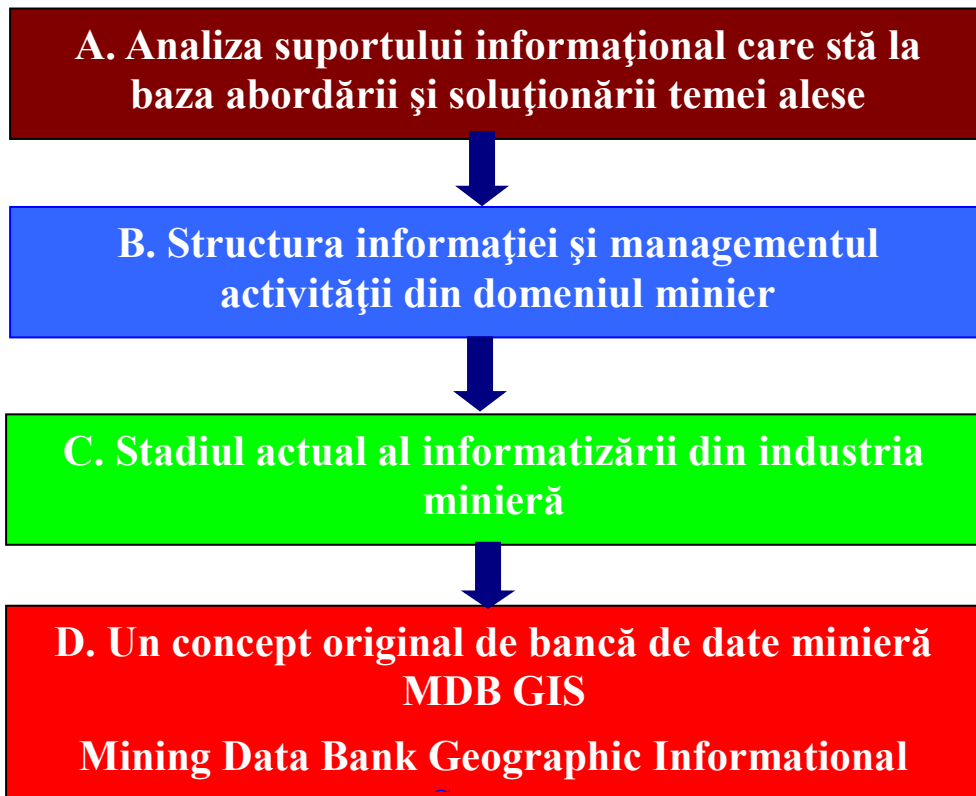 A. Analiza suportului informaţional care stă la
baza abordării şi soluţionării temei alese
B. Structura informaţiei şi managementul
activităţii din domeniul minier
C. Stadiul actual al informatizării din industria
minieră
D. Un concept original de bancă de date minieră
MDB GIS
Mining Data Bank Geographic Informational